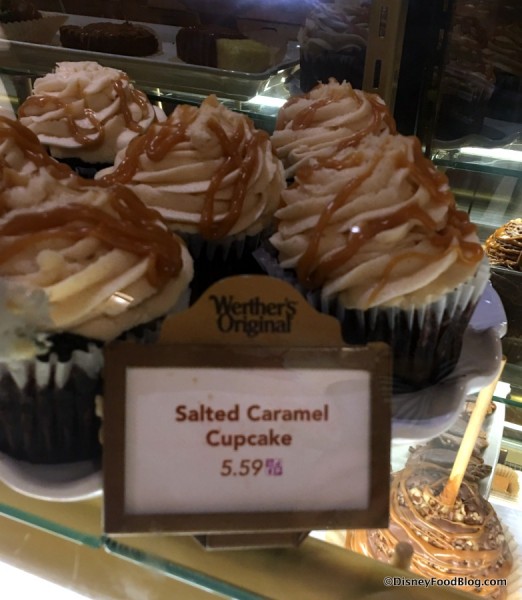 Werther's
Original
Salted Caramel
Cupcake
5.59
©DisneyFoodBlog.com